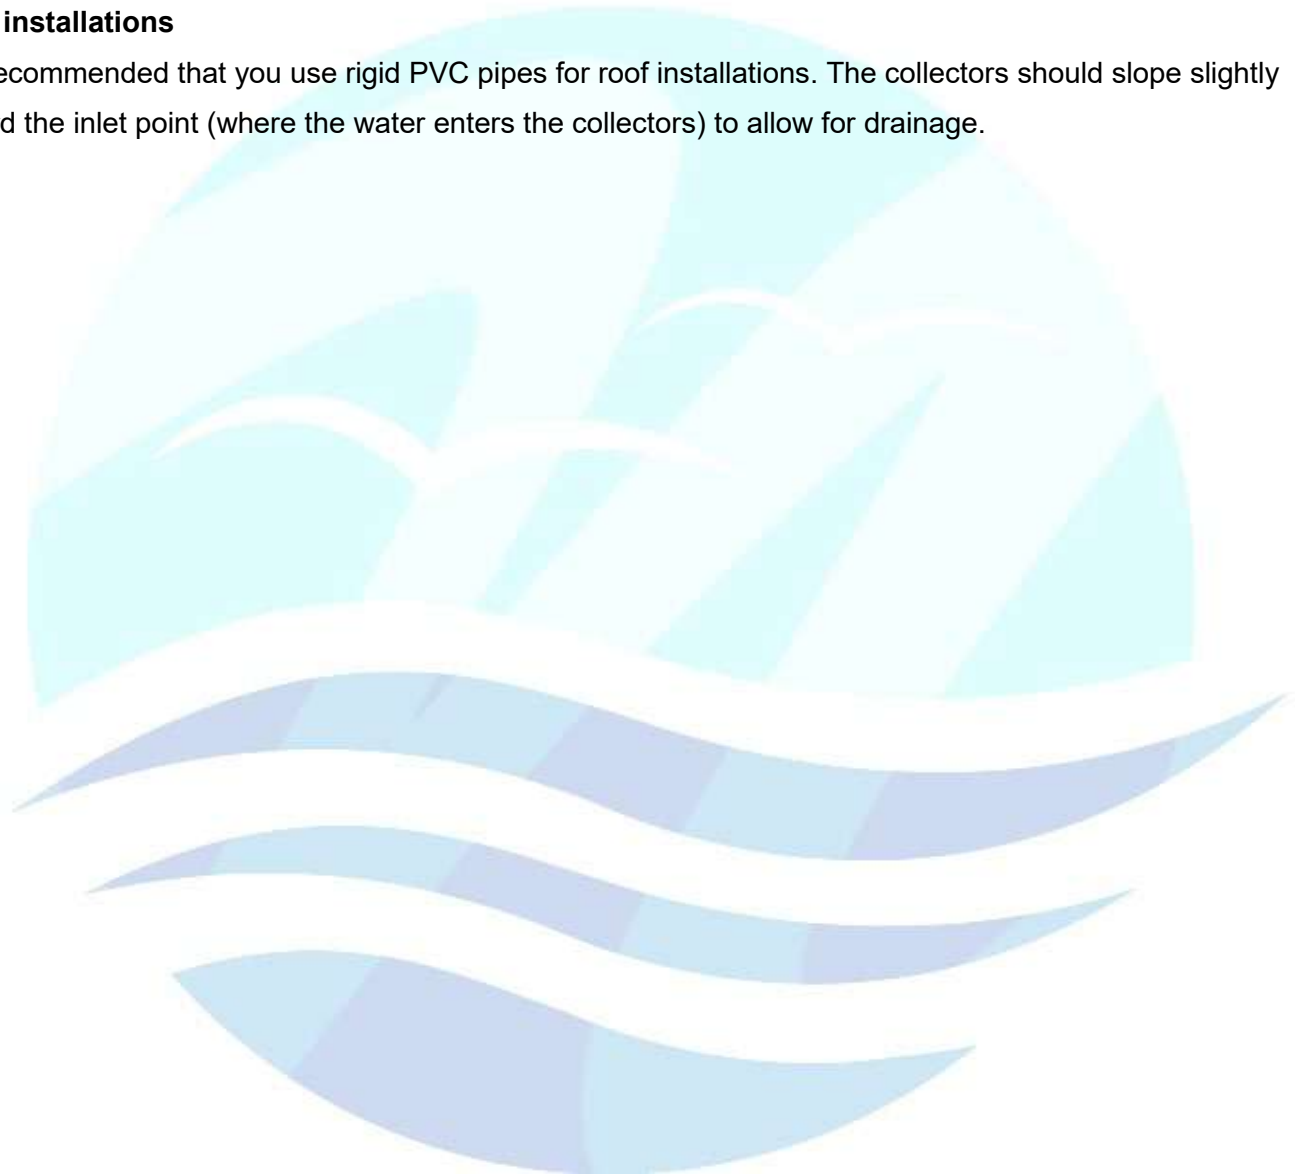 installations
ecommended that you use rigid PVC pipes for roof installations. The collectors should slope slightly
d the inlet point (where the water enters the collectors) to allow for drainage.